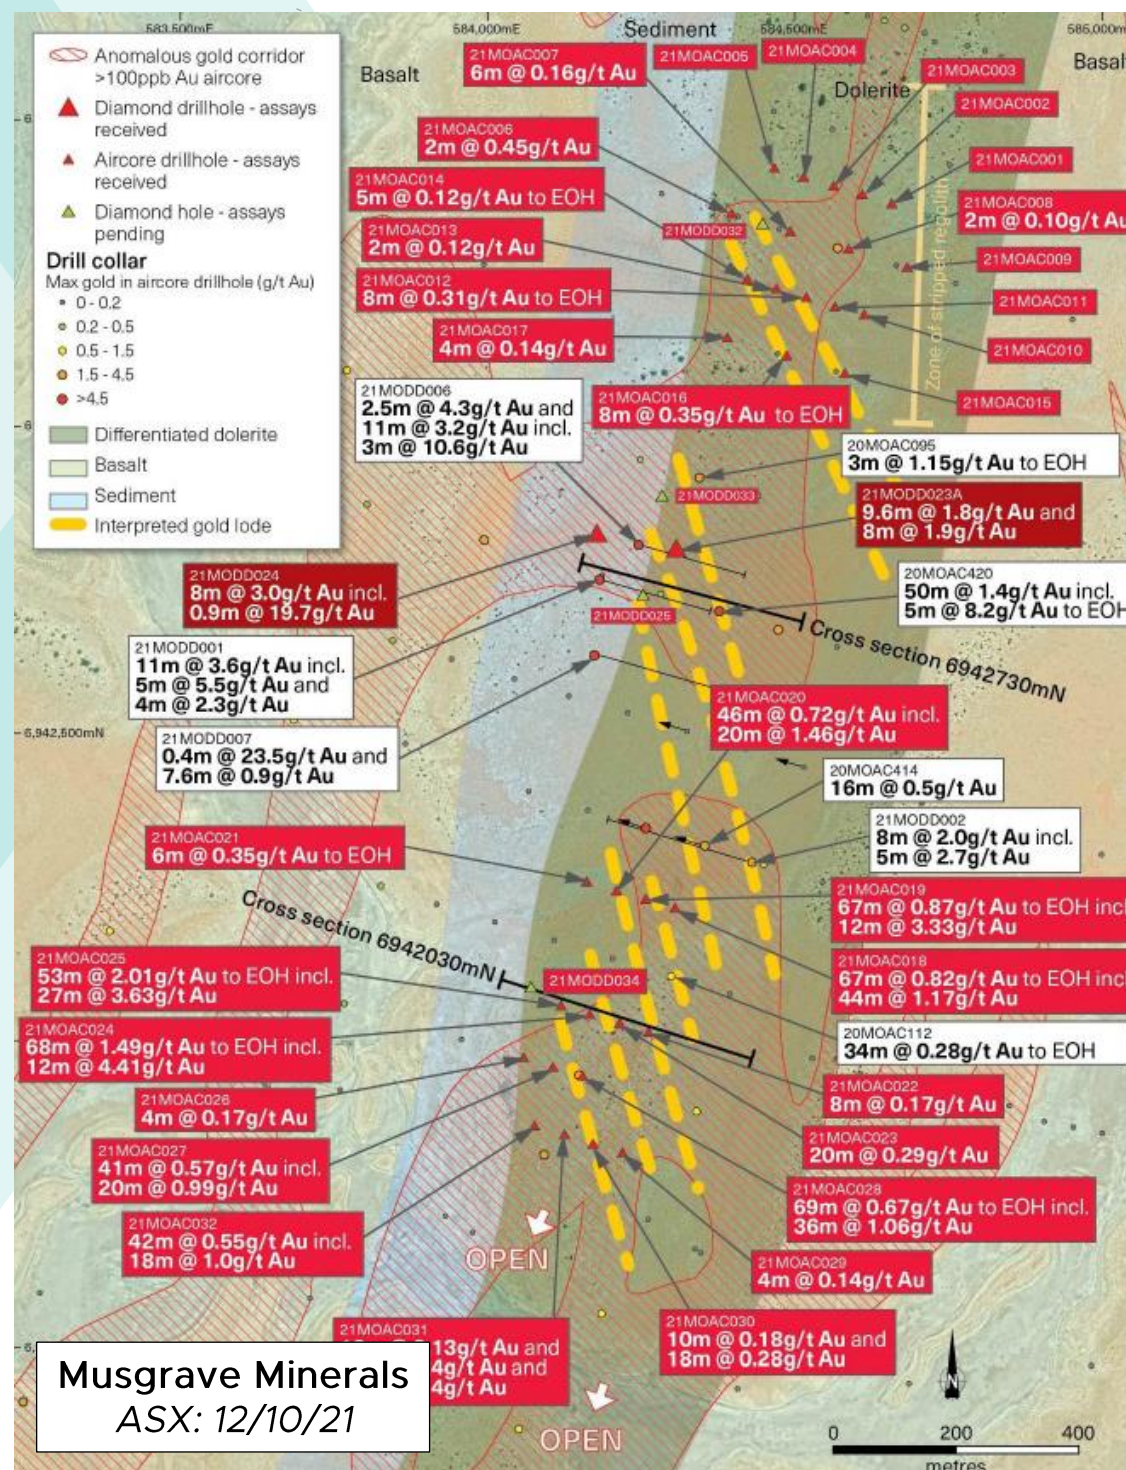 583,500mE
584,000mE
Sediment
584,500mE
585,000m
Basalt
Basal
Dolerite
Anomalous gold corridor
>100ppb Au aircore
Diamond drillhole - assays
received
Aircore drillhole - assays
received
Diamond hole - assays
pending
Drill collar
Max gold in aircore drillhole (g/t Au)
0 - 0.2
0.2 - 0.5
0.5 - 1.5
1.5 - 4.5
>4.5
Differentiated dolerite
Basalt
Sediment
Interpreted gold lode
21MOAC007
6m @ 0.16g/t Au
21MOAC005
21MOAC004
21MOAC003
21MOAC002
21MOAC001
21MOAC006
2m @ 0.45g/t Au
21MOAC014
5m @ 0.12g/t Au to EOH
21MOAC008
2m @ 0.10g/t Au
21MOAC013
2m @ 0.12g/t Au
21MODD032
21MOAC009
21MOAC012
8m @ 0.31g/t Au to EOH
21MOAC011
21MOAC017
4m @ 0.14g/t Au
21MOAC010
Zone of stripped regolith
21MODD006
2.5m @ 4.3g/t Au and
11m @ 3.2g/t Au incl.
3m @ 10.6g/t Au
21MOAC016
8m @ 0.35g/t Au to EOH
21MOAC015
20MOAC095
3m @ 1.15g/t Au to EOH
21MODD033
21MODD023A
9.6m @ 1.8g/t Au and
8m @ 1.9g/t Au
21MODD024
8m @ 3.0g/t Au incl.
0.9m @ 19.7g/t Au
20MOAC420
50m @ 1.4g/t Au incl.
5m @ 8.2g/t Au to EOH
21MODD025
Cross section 6942730mN
21MODD001
11m @ 3.6g/t Au incl.
5m @ 5.5g/t Au and
4m @ 2.3g/t Au
21MOAC020
46m @ 0.72g/t Au incl.
20m @ 1.46g/t Au
6,942,500mN
21MODD007
0.4m @ 23.5g/t Au and
7.6m @ 0.9g/t Au
20MOAC414
16m @ 0.5g/t Au
21MODD002
8m @ 2.0g/t Au incl.
5m @ 2.7g/t Au
21MOAC021
6m @ 0.35g/t Au to EOH
21MOAC019
67m @ 0.87g/t Au to EOH incl
12m @ 3.33g/t Au
Cross section 6942030mN
21MOAC025
53m @ 2.01g/t Au to EOH incl.
27m @ 3.63g/t Au
21MODD034
21MOAC018
67m @ 0.82g/t Au to EOH incl
44m @ 1.17g/t Au
21MOAC024
68m @ 1.49g/t Au to EOH incl.
12m @ 4.41g/t Au
20MOAC112
34m @ 0.28g/t Au to EOH
21MOAC026
4m @ 0.17g/t Au
21MOAC022
8m @ 0.17g/t Au
21MOAC027
41m @ 0.57g/t Au incl.
20m @ 0.99g/t Au
21MOAC023
20m @ 0.29g/t Au
21MOAC028
69m @ 0.67g/t Au to EOH incl.
36m @ 1.06g/t Au
21MOAC032
42m @ 0.55g/t Au incl.
18m @ 1.0g/t Au
OPEN
21MOAC029
4m @ 0.14g/t Au
21MOAC031
13g/t Au and
4g/t Au and
4g/t Au
21MOAC030
10m @ 0.18g/t Au and
18m @ 0.28g/t Au
Musgrave Minerals
ASX: 12/10/21
OPEN
N
0 200 400
metres